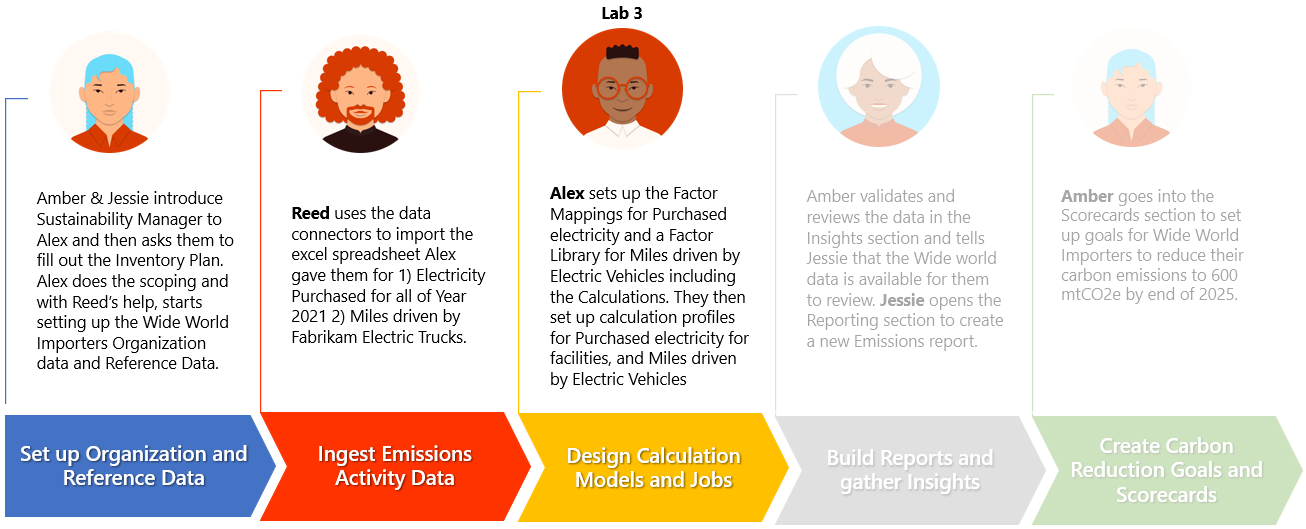 Lab 3
Amber & Jessie introduce
Sustainability Manager to
Alex and then asks them to
fill out the Inventory Plan.
Alex does the scoping and
with Reed's help, starts
setting up the Wide World
Importers Organization
data and Reference Data.
Reed uses the data
connectors to import the
excel spreadsheet Alex
gave them for 1) Electricity
Purchased for all of Year
2021 2) Miles driven by
Fabrikam Electric Trucks.
Alex sets up the Factor
Mappings for Purchased
electricity and a Factor
Library for Miles driven by
Electric Vehicles including
the Calculations. They then
set up calculation profiles
for Purchased electricity for
facilities, and Miles driven
by Electric Vehicles
Amber validates and
reviews the data in the
Insights section and tells
Jessie that the Wide world
data is available for them
to review. Jessie opens the
Reporting section to create
a new Emissions report.
Amber goes into the
Scorecards section to set
up goals for Wide World
Importers to reduce their
carbon emissions to 600
mtCO2e by end of 2025.
Set up Organization and
Reference Data
Ingest Emissions
Activity Data
Design Calculation
Models and Jobs
Build Reports and
gather Insights
Create Carbon
Reduction Goals and
Scorecards